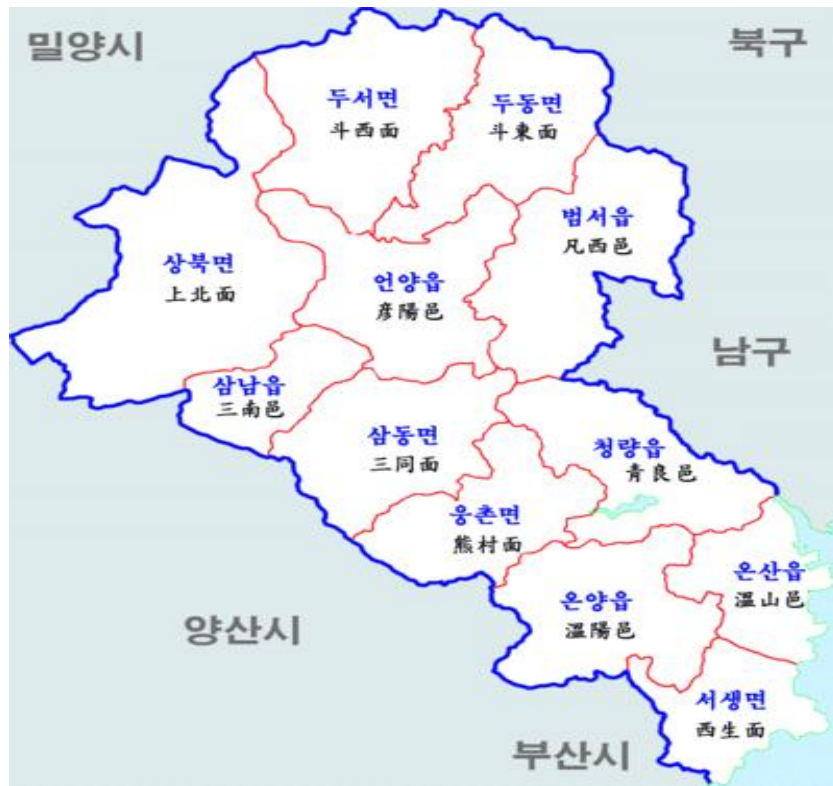 밀양시
북구
두서면
斗西面
두동면
斗東面
범서읍
凡西邑
상북면
上北面
언양읍
彦陽邑
남구
삼남읍
三南邑
삼동면
三同面
청량읍
青良邑
웅촌면
熊村面
온산읍
溫山邑
온양읍
溫陽邑
양산시
서생면
西生面
부산시